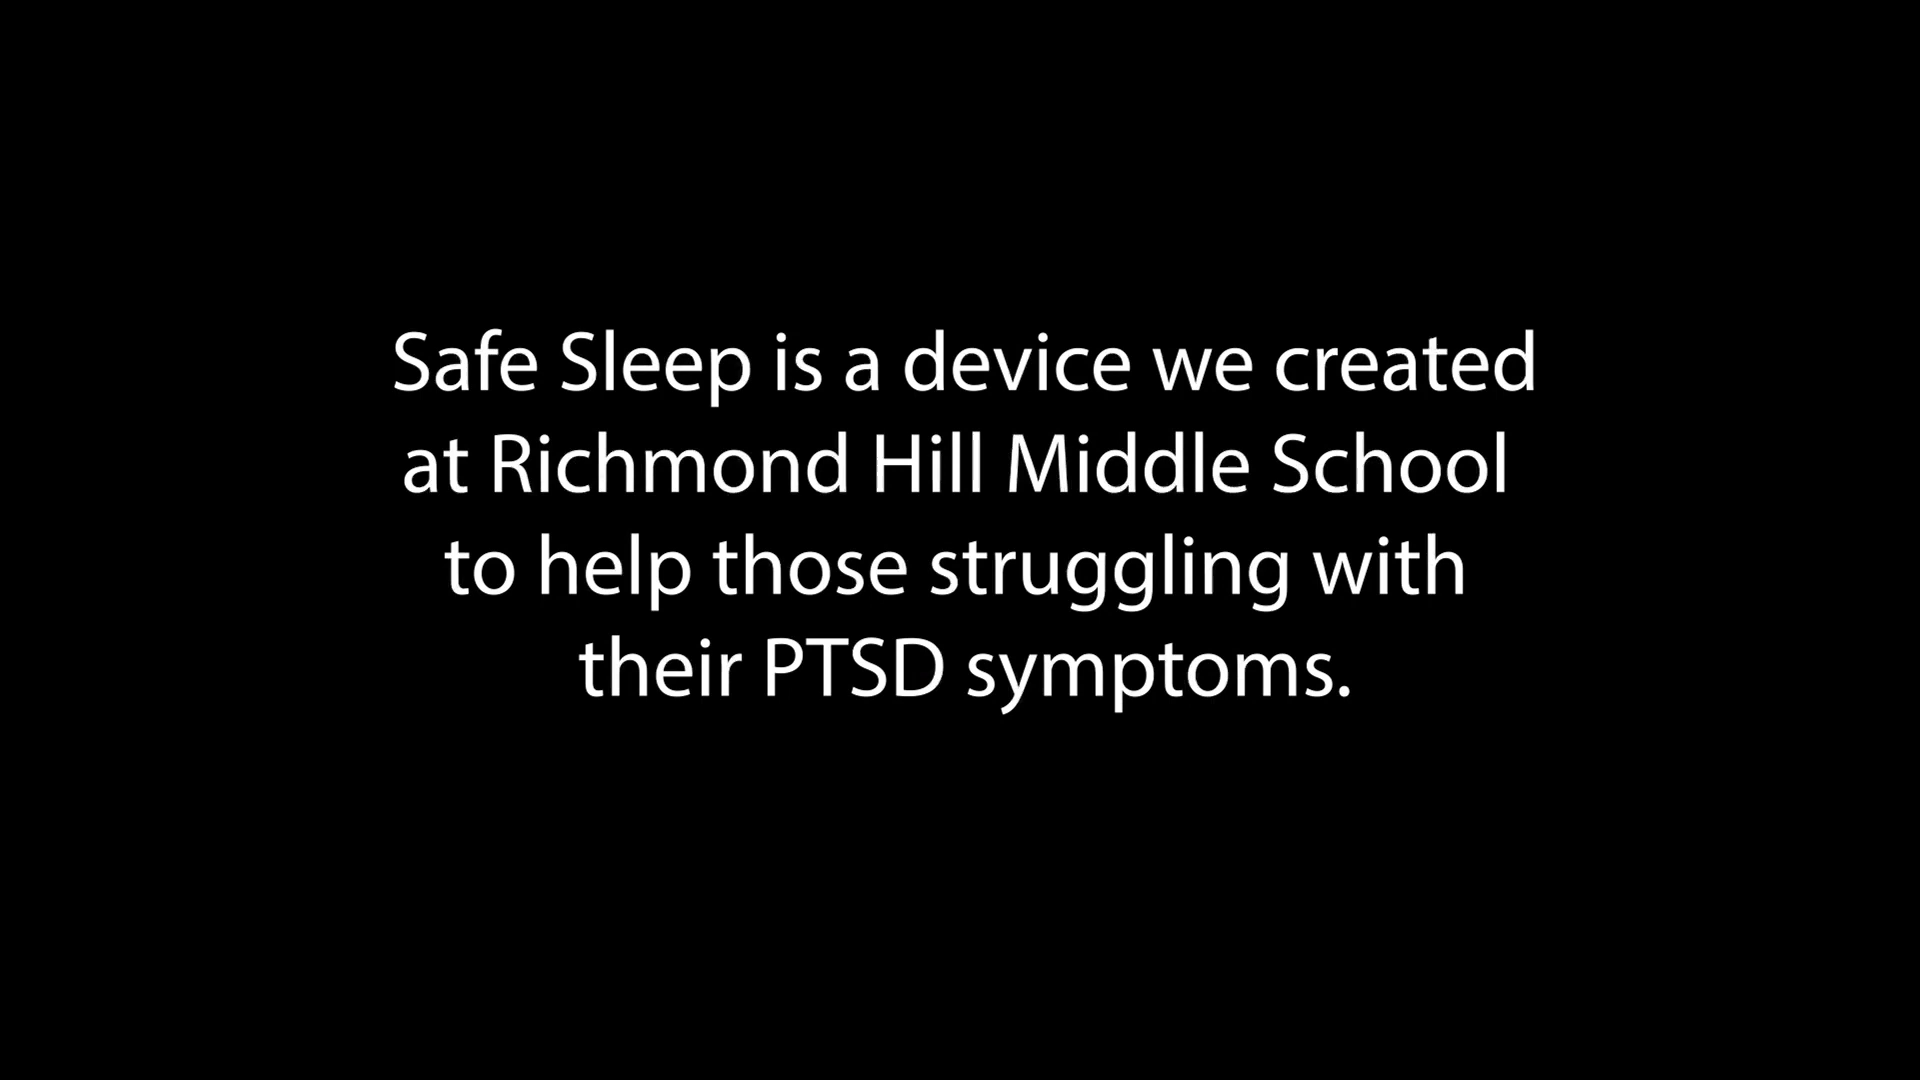 Safe Sleep is a device we created
at Richmond Hill Middle School
to help those struggling with
their PTSD symptoms.